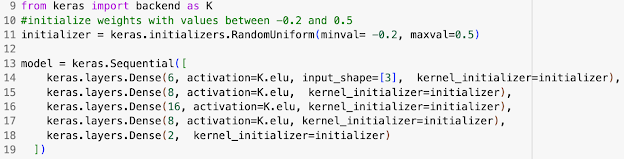 9 from keras import backend as K
10 #initialize weights with values between -0.2 and 0.5
11 initializer = keras.initializers.RandomUniform(minval= -0.2, maxval=0.5)
12
13 model = keras.Sequential([
14     keras.layers.Dense(6, activation=K.elu, input_shape=[3],  kernel_initializer=initializer),
15     keras.layers.Dense(8, activation=K.elu,  kernel_initializer=initializer),
16     keras.layers.Dense(16, activation=K.elu, kernel_initializer=initializer),
17     keras.layers.Dense(8, activation=K.elu, kernel_initializer=initializer),
18     keras.layers.Dense(2,  kernel_initializer=initializer)
19   ])